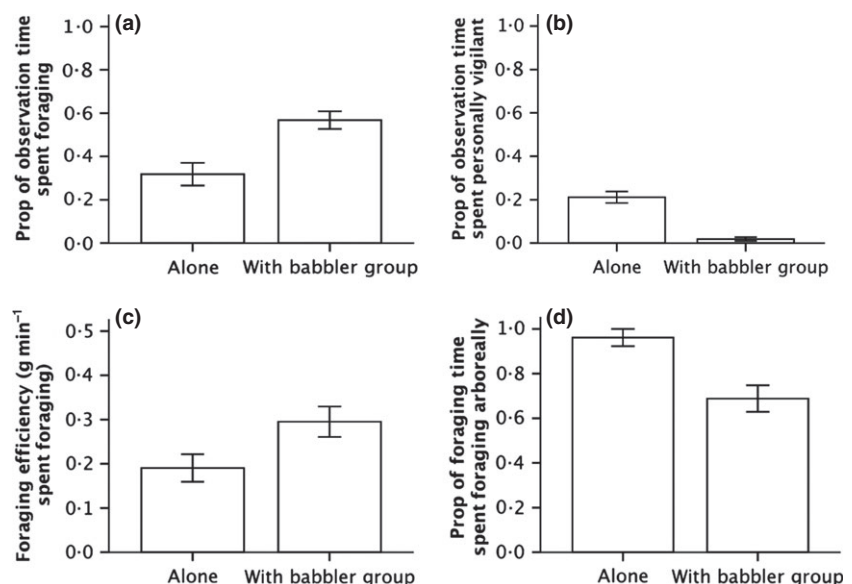 (a)
Prop of observation time
spent foraging
1·0
0·8
0·6
0·4
0·2
0·0
Alone
With babbler group
(b)
Prop of observation time
spent personally vigilant
1·0
0·8
0·6
0·4
0·2
0·0
Alone
With babbler group
(c)
Foraging efficiency (g min⁻¹
spent foraging)
0·5
0·4
0·3
0·2
0·1
0·0
Alone
With babbler group
(d)
Prop of foraging time
spent foraging arboreally
1·0
0·8
0·6
0·4
0·2
0·0
Alone
With babbler group